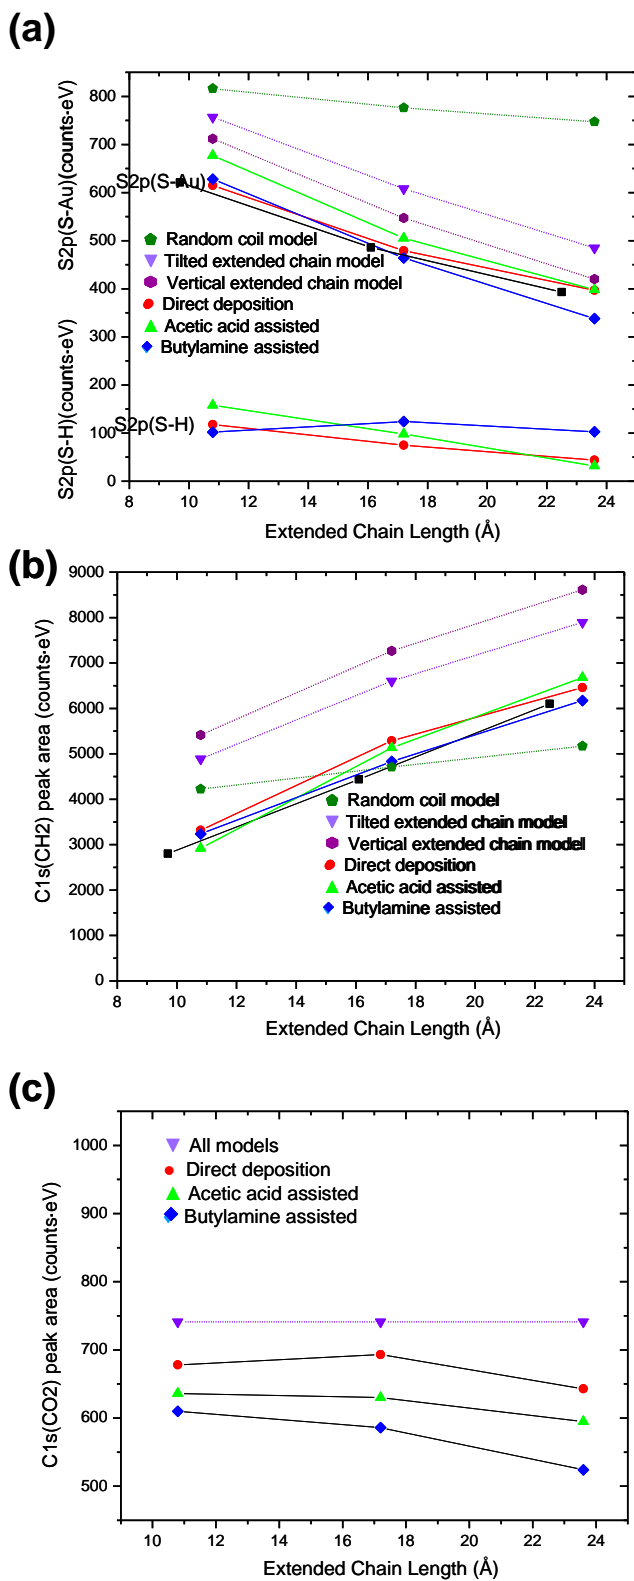 (a)
S2p(S-Au)(counts·eV)
S2p(S-H)(counts·eV)
800
700
600
500
400
300
200
100
0
S2p(S-Au)
Random coil model
Tilted extended chain model
Vertical extended chain model
Direct deposition
Acetic acid assisted
Butylamine assisted
S2p(S-H)
8 10 12 14 16 18 20 22 24
Extended Chain Length (Å)
(b)
C1s(CH2) peak area (counts·eV)
9000
8000
7000
6000
5000
4000
3000
2000
1000
0
Random coil model
Tilted extended chain model
Vertical extended chain model
Direct deposition
Acetic acid assisted
Butylamine assisted
8 10 12 14 16 18 20 22 24
Extended Chain Length (Å)
(c)
C1s(CO2) peak area (counts·eV)
1000
900
800
700
600
500
All models
Direct deposition
Acetic acid assisted
Butylamine assisted
10 12 14 16 18 20 22 24
Extended Chain Length (Å)